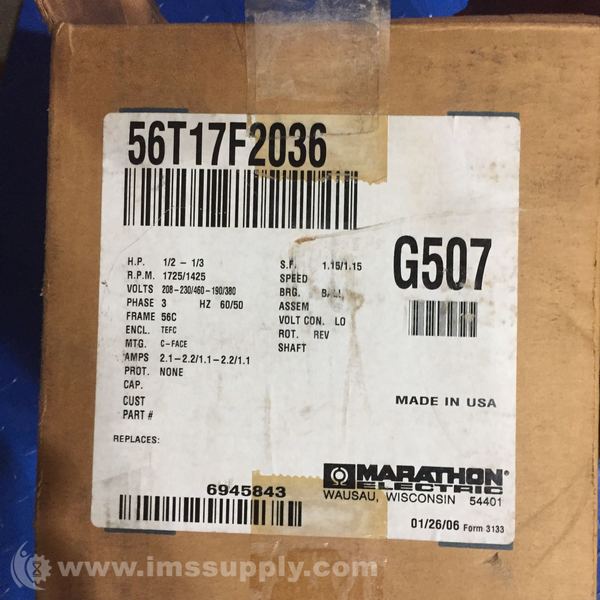 56T17F2036
H.P. 1/2 - 1/3
R.P.M. 1725/1425
VOLTS 208-230/460-190/380
PHASE 3 HZ 60/50
FRAME 56C
ENCL. TEFC
MTG. C-FACE
AMPS 2.1-2.2/1.1-2.2/1.1
PROT. NONE
CAP.
CUST
PART #
REPLACES:
S.F. 1.15/1.15
SPEED
BRG. BALL
ASSEM
VOLT CON. LO
ROT. REV
SHAFT
G507
MADE IN USA
6945843
MARATHON®
ELECTRIC
WAUSAU, WISCONSIN 54401
01/26/06 Form 3133
© www.imssupply.com/